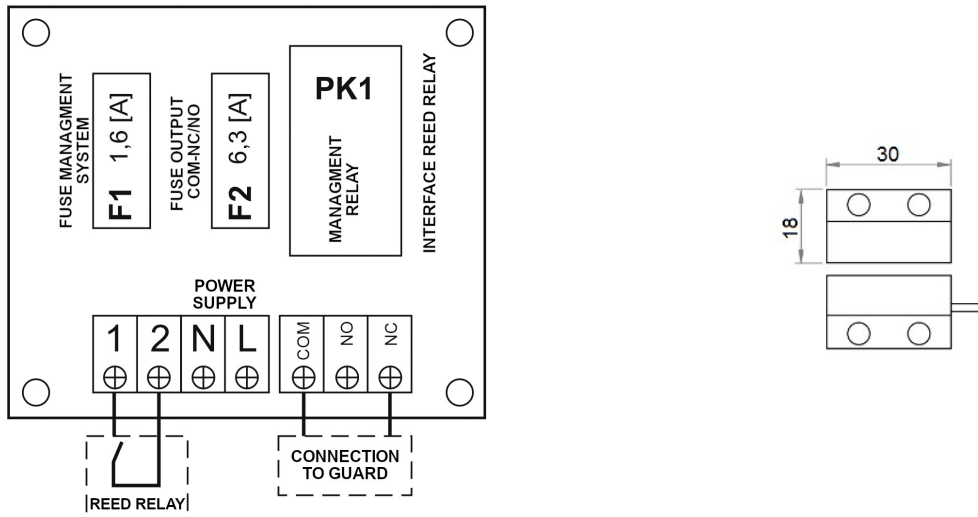 FUSE MANAGMENT
SYSTEM
F1 1,6 [A]
FUSE OUTPUT
COM-NC/NO
F2 6,3 [A]
PK1
MANAGMENT
RELAY
INTERFACE REED RELAY
POWER
SUPPLY
1 2 N L
COM NO NC
REED RELAY
CONNECTION
TO GUARD
30
18